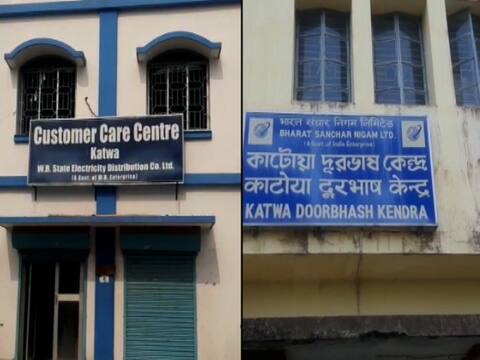 Customer Care Centre
Katwa
W.B. State Electricity Distribution Co. Ltd.
(A Govt. of W.B. Enterprise)
भारत संचार निगम लिमिटेड
BHARAT SANCHAR NIGAM LTD.
(A Govt. of India Enterprise)
কাটোয়া দূরভাষ কেন্দ্র
काटोया दूरभाष केन्द्र
KATWA DOORBHASH KENDRA